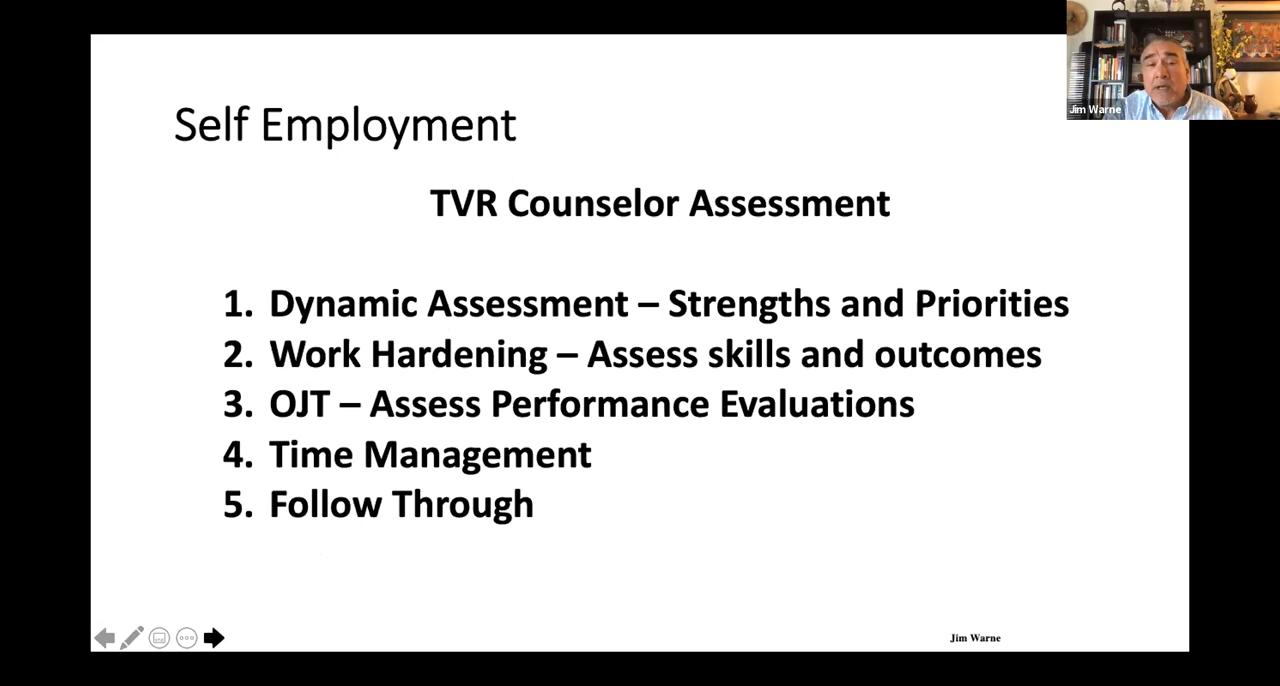 Jim Warne
Self Employment
TVR Counselor Assessment
1. Dynamic Assessment – Strengths and Priorities
2. Work Hardening – Assess skills and outcomes
3. OJT – Assess Performance Evaluations
4. Time Management
5. Follow Through
Jim Warne